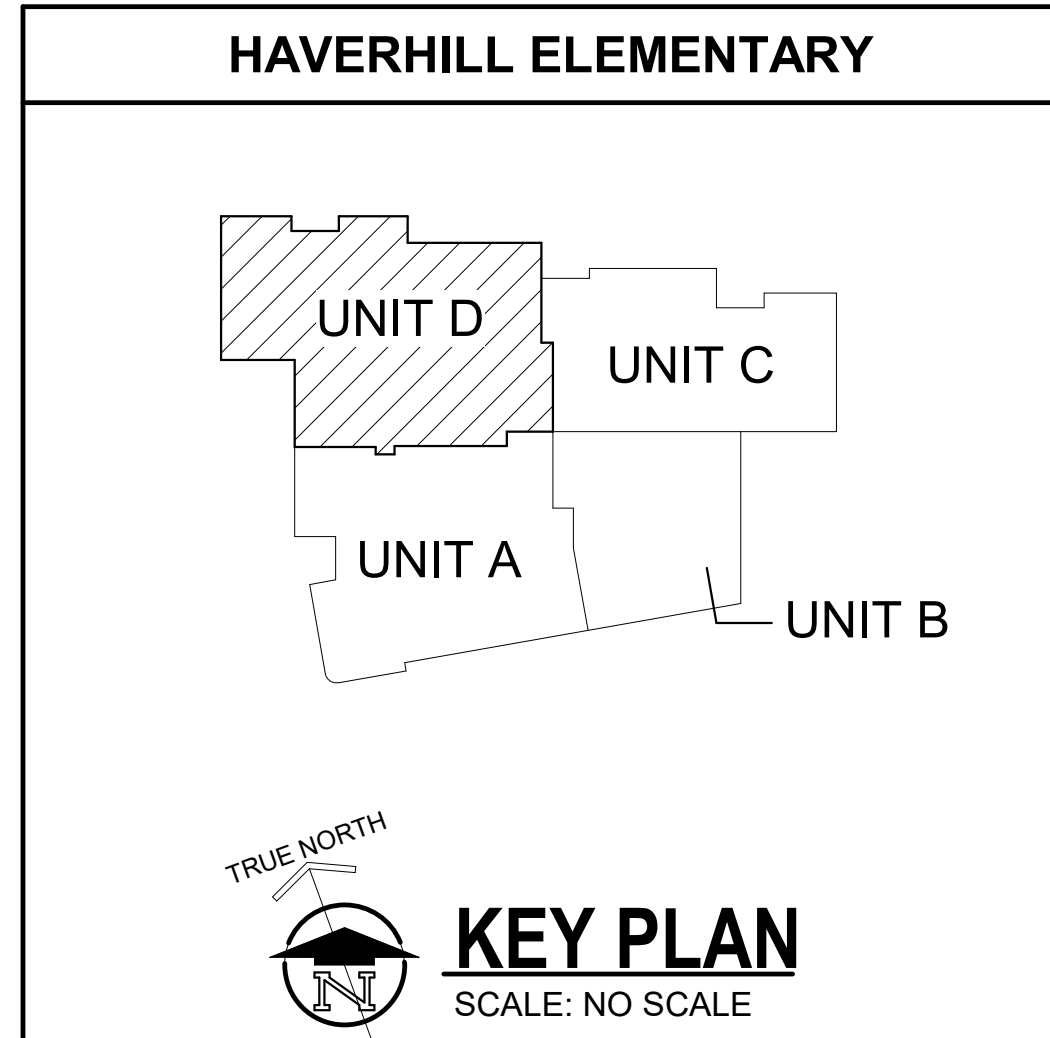 HAVERHILL ELEMENTARY
UNIT D
UNIT C
UNIT A
UNIT B
TRUE NORTH
N
KEY PLAN
SCALE: NO SCALE